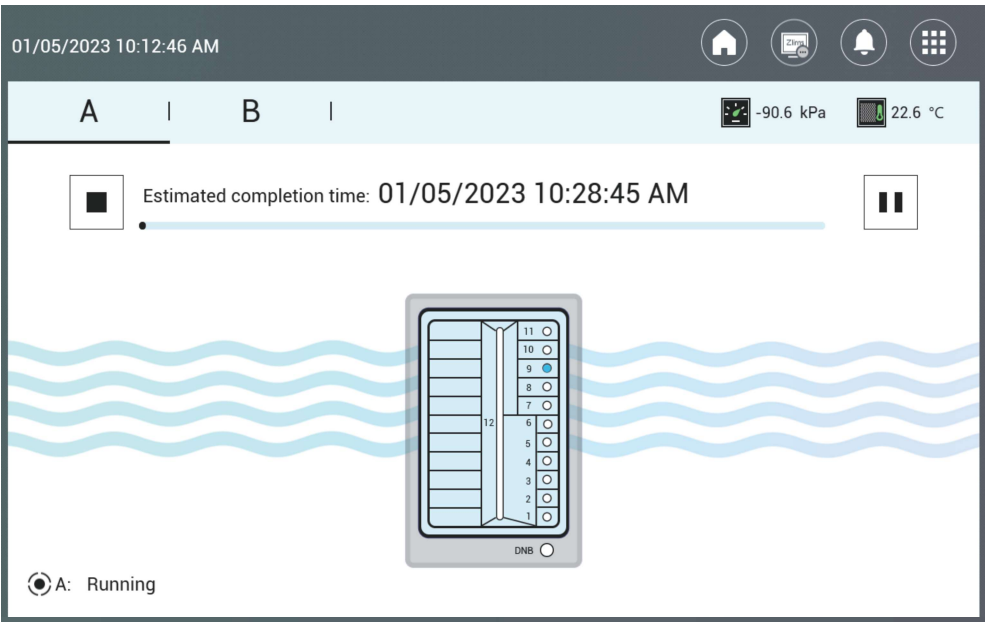 01/05/2023 10:12:46 AM
Zlims
A | B |
-90.6 kPa
22.6 °C
Estimated completion time: 01/05/2023 10:28:45 AM
11
10
9
8
7
12
6
5
4
3
2
1
DNB
A: Running